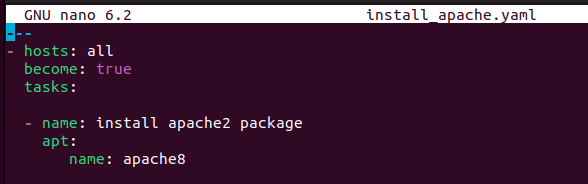 GNU nano 6.2 install_apache.yaml
---
- hosts: all
become: true
tasks:
- name: install apache2 package
apt:
name: apache8